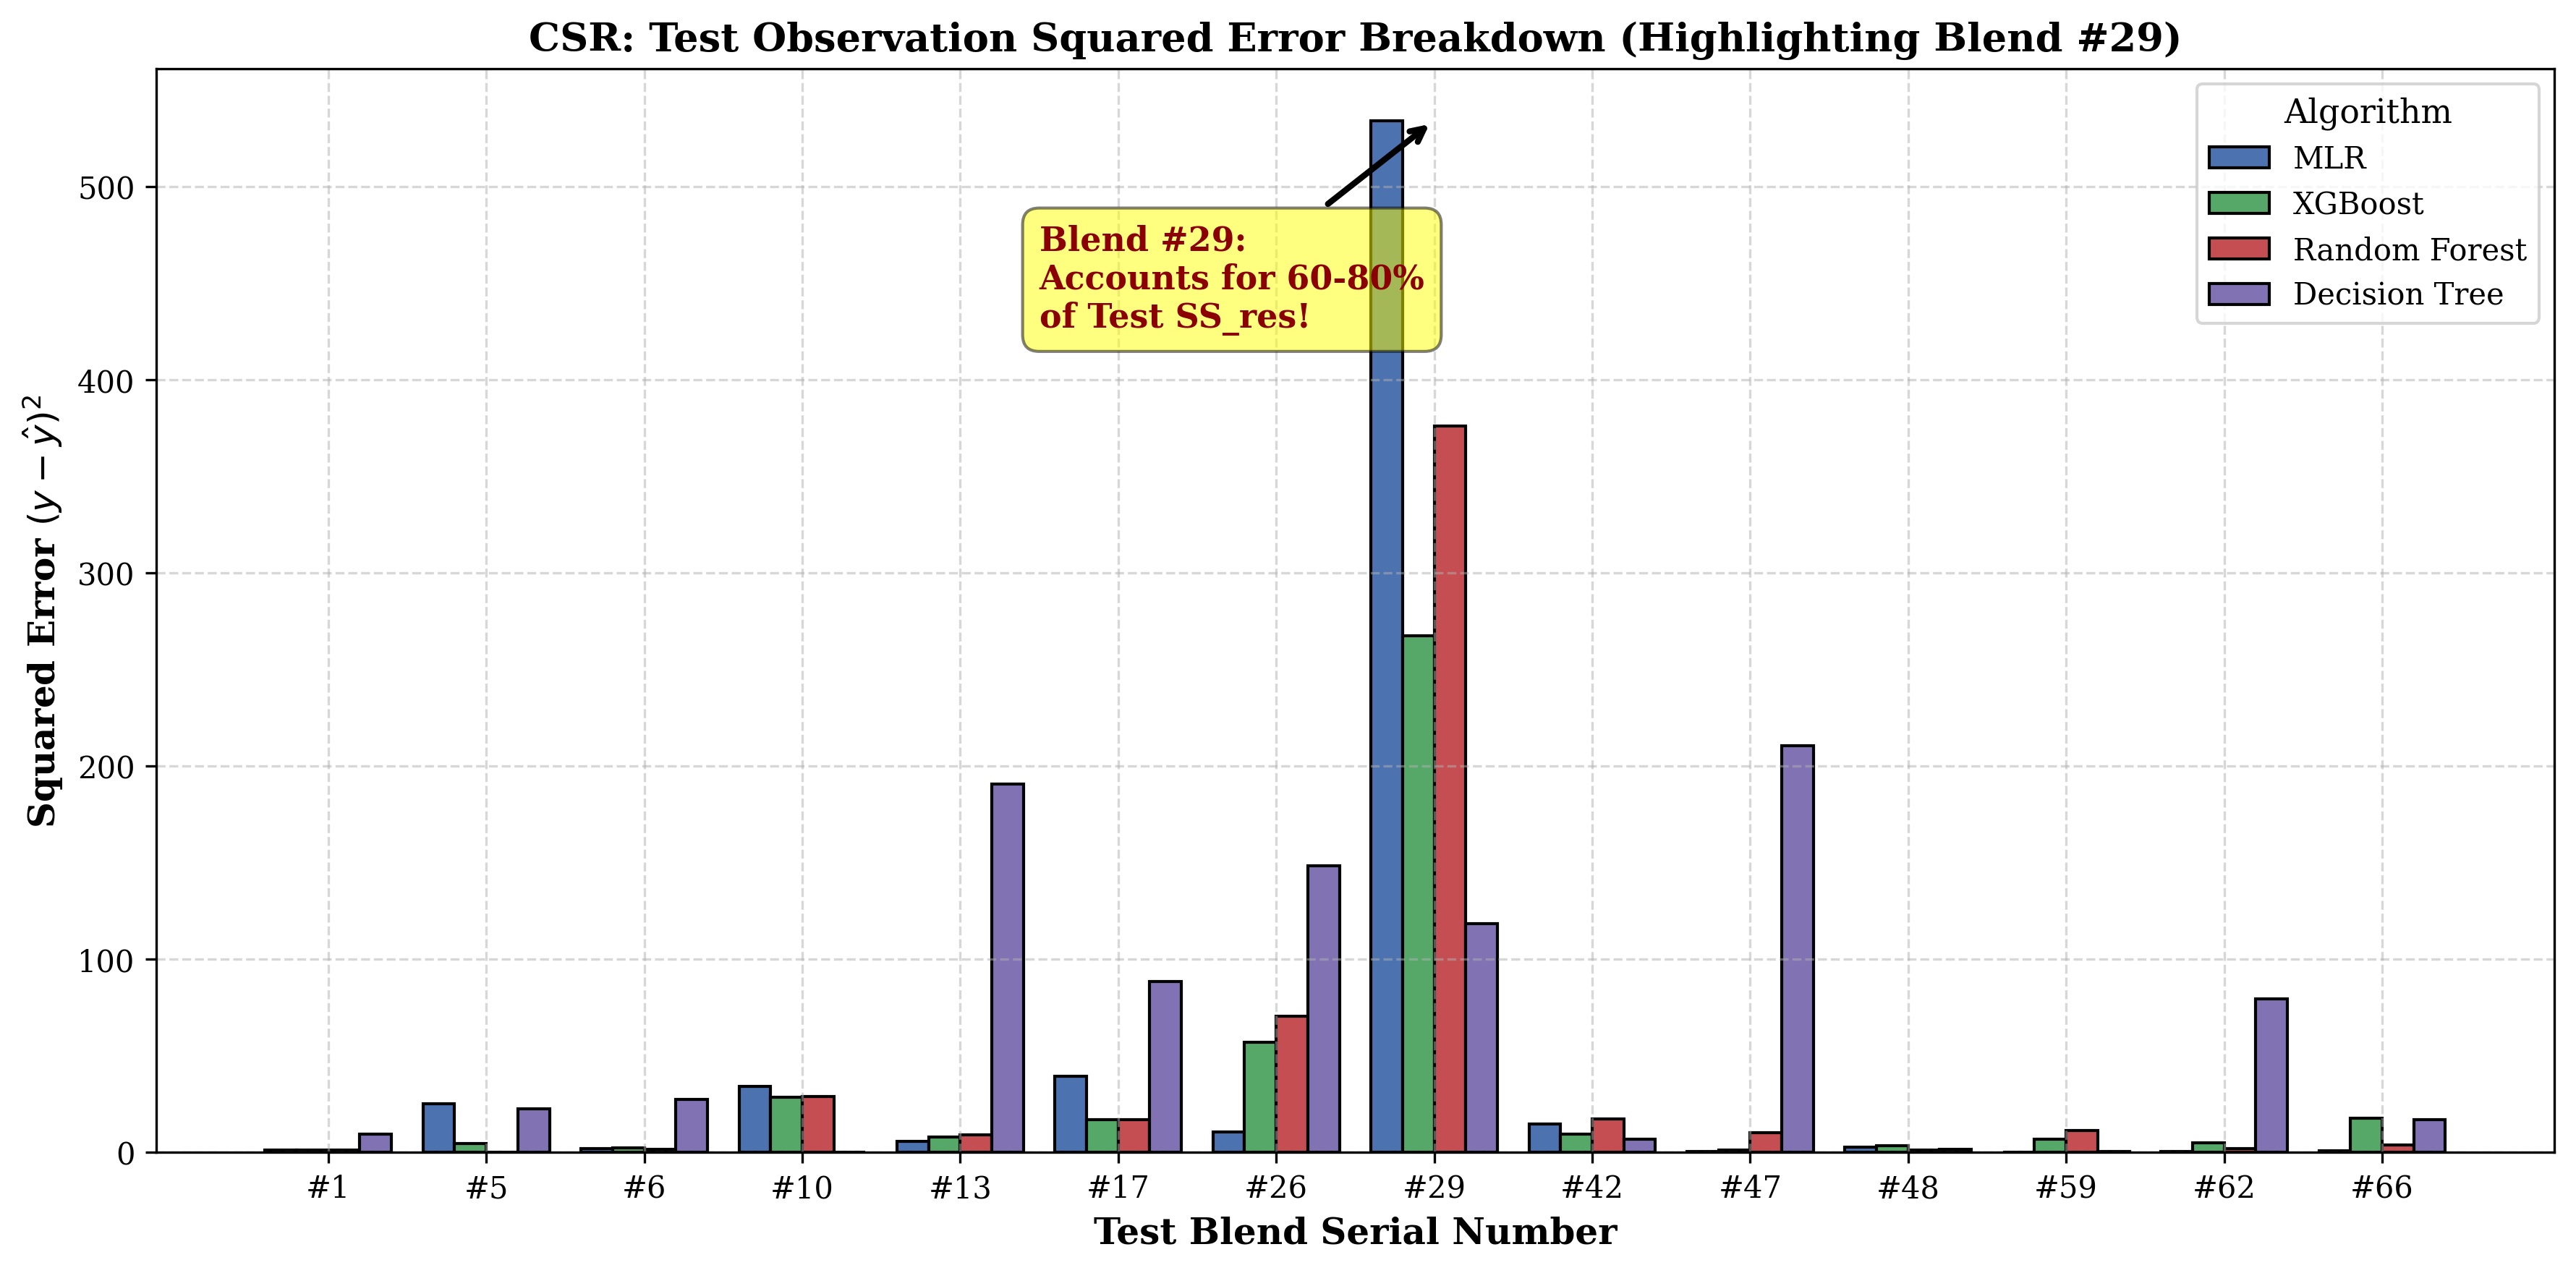 CSR: Test Observation Squared Error Breakdown (Highlighting Blend #29)
Squared Error (y − ŷ)²
500
400
300
200
100
0
Blend #29:
Accounts for 60-80%
of Test SS_res!
Algorithm
MLR
XGBoost
Random Forest
Decision Tree
#1 #5 #6 #10 #13 #17 #26 #29 #42 #47 #48 #59 #62 #66
Test Blend Serial Number